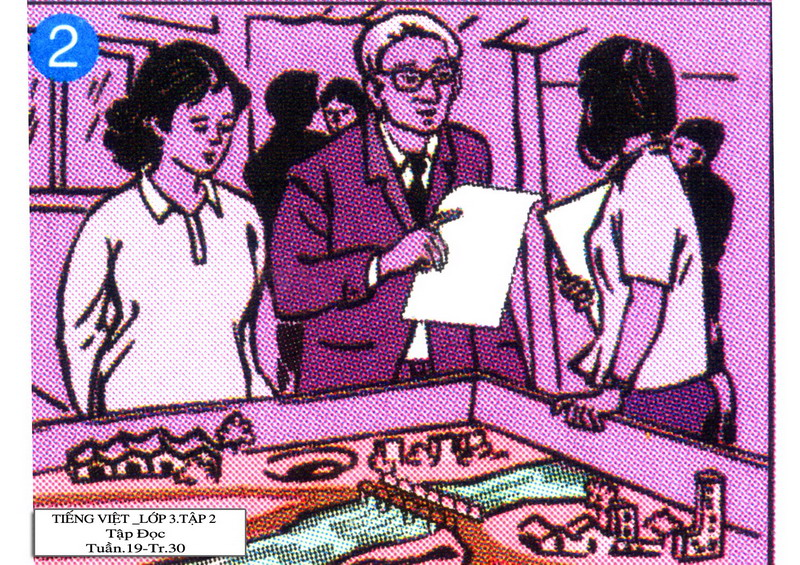 2
TIẾNG VIỆT _LỚP 3.TẬP 2
Tập Đọc
Tuần.19-Tr.30